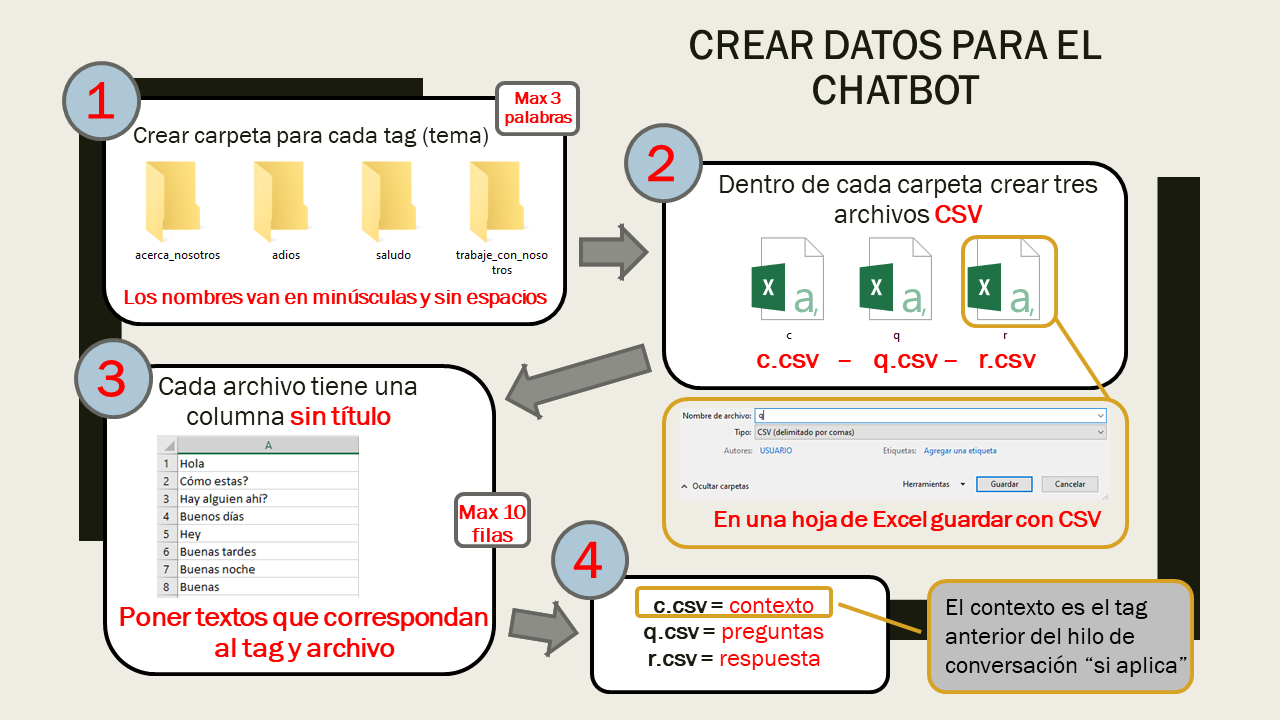 CREAR DATOS PARA EL
CHATBOT
1
Max 3
palabras
Crear carpeta para cada tag (tema)
acerca_nosotros
adios
saludo
trabaje_con_noso
tros
Los nombres van en minúsculas y sin espacios
2
Dentro de cada carpeta crear tres
archivos CSV
X a,
X a,
X a,
c
q
r
c.csv – q.csv – r.csv
Nombre de archivo: q
Tipo: CSV (delimitado por comas)
Autores: USUARIO
Etiquetas: Agregar una etiqueta
Ocultar carpetas
Herramientas
Guardar
Cancelar
En una hoja de Excel guardar con CSV
3
Cada archivo tiene una
columna sin título
A
1 Hola
2 Cómo estas?
3 Hay alguien ahí?
4 Buenos días
5 Hey
6 Buenas tardes
7 Buenas noche
8 Buenas
Max 10
filas
Poner textos que correspondan
al tag y archivo
4
c.csv = contexto
q.csv = preguntas
r.csv = respuesta
El contexto es el tag
anterior del hilo de
conversación “si aplica”